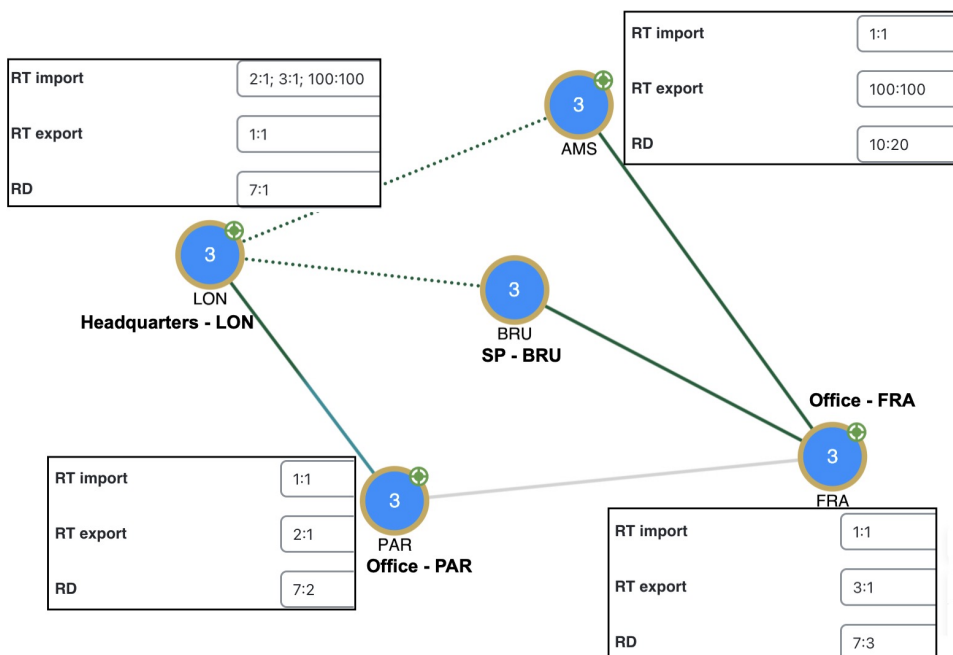 RT import 1:1
RT export 100:100
RD 10:20
RT import 2:1; 3:1; 100:100
RT export 1:1
RD 7:1
3
AMS
3
LON
Headquarters - LON
3
BRU
SP - BRU
Office - FRA
3
FRA
RT import 1:1
RT export 2:1
RD 7:2
3
PAR
Office - PAR
RT import 1:1
RT export 3:1
RD 7:3